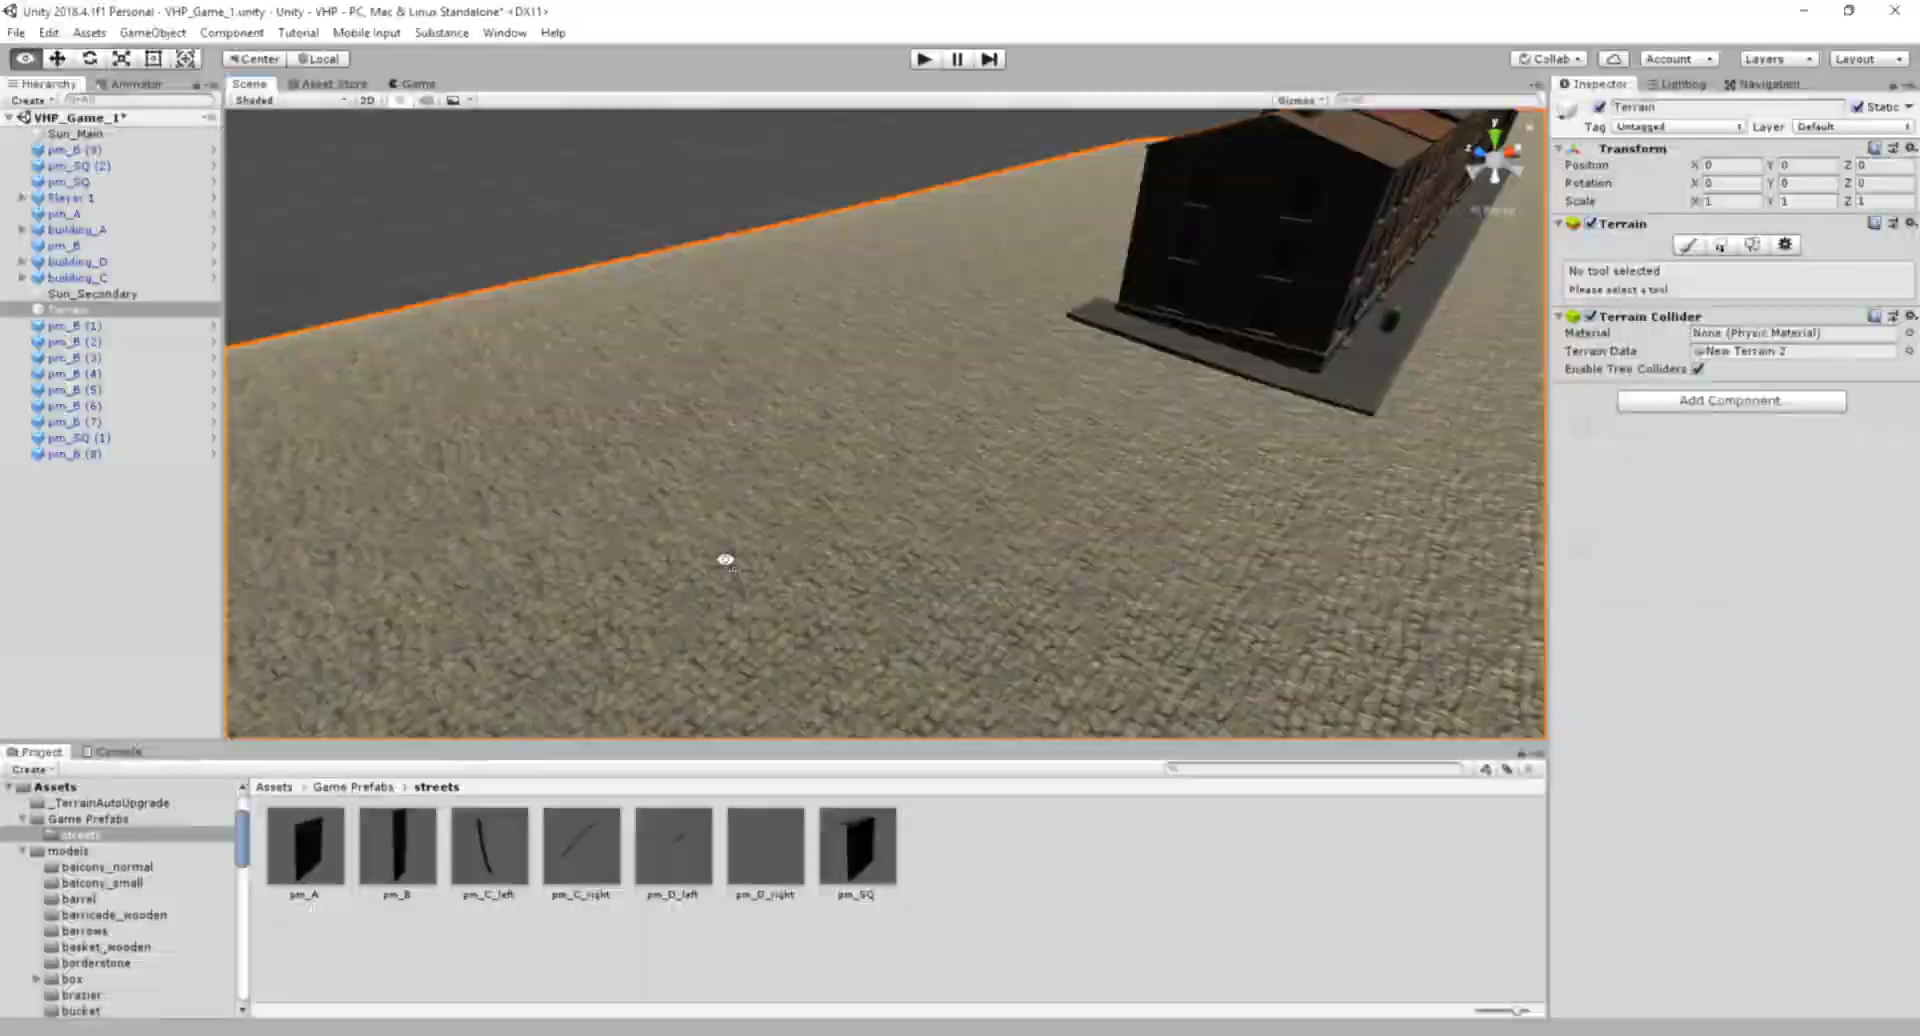 Unity 2018.4.1f1 Personal - VHP_Game_1.unity - Unity - VHP - PC, Mac & Linux Standalone* <DX11>
File Edit Assets GameObject Component Tutorial Mobile Input Substance Window Help
Center Local
Collab Account Layers Layout
Hierarchy Animator
Scene Asset Store Game
Inspector Lighting Navigation
Create
Shaded 2D
Gizmos
VHP_Game_1*
Sun_Main
pm_B (9)
pm_SQ (2)
pm_SQ
Player 1
pm_A
building_A
pm_B
building_D
building_C
Sun_Secondary
Terrain
pm_B (1)
pm_B (2)
pm_B (3)
pm_B (4)
pm_B (5)
pm_B (6)
pm_B (7)
pm_SQ (1)
pm_B (8)
y
Terrain Static
Tag Untagged Layer Default
Transform
Position X 0 Y 0 Z 0
Rotation X 0 Y 0 Z 0
Scale X 1 Y 1 Z 1
Terrain
No tool selected
Please select a tool
Terrain Collider
Material None (Physic Material)
Terrain Data New Terrain 2
Enable Tree Colliders
Add Component
Project Console
Create
Assets
_TerrainAutoUpgrade
Game Prefabs
streets
models
balcony_normal
balcony_small
barrel
barricade_wooden
barrows
basket_wooden
borderstone
box
brazier
bucket
Assets > Game Prefabs > streets
pm_A pm_B pm_C_left pm_C_right pm_D_left pm_D_right pm_SQ